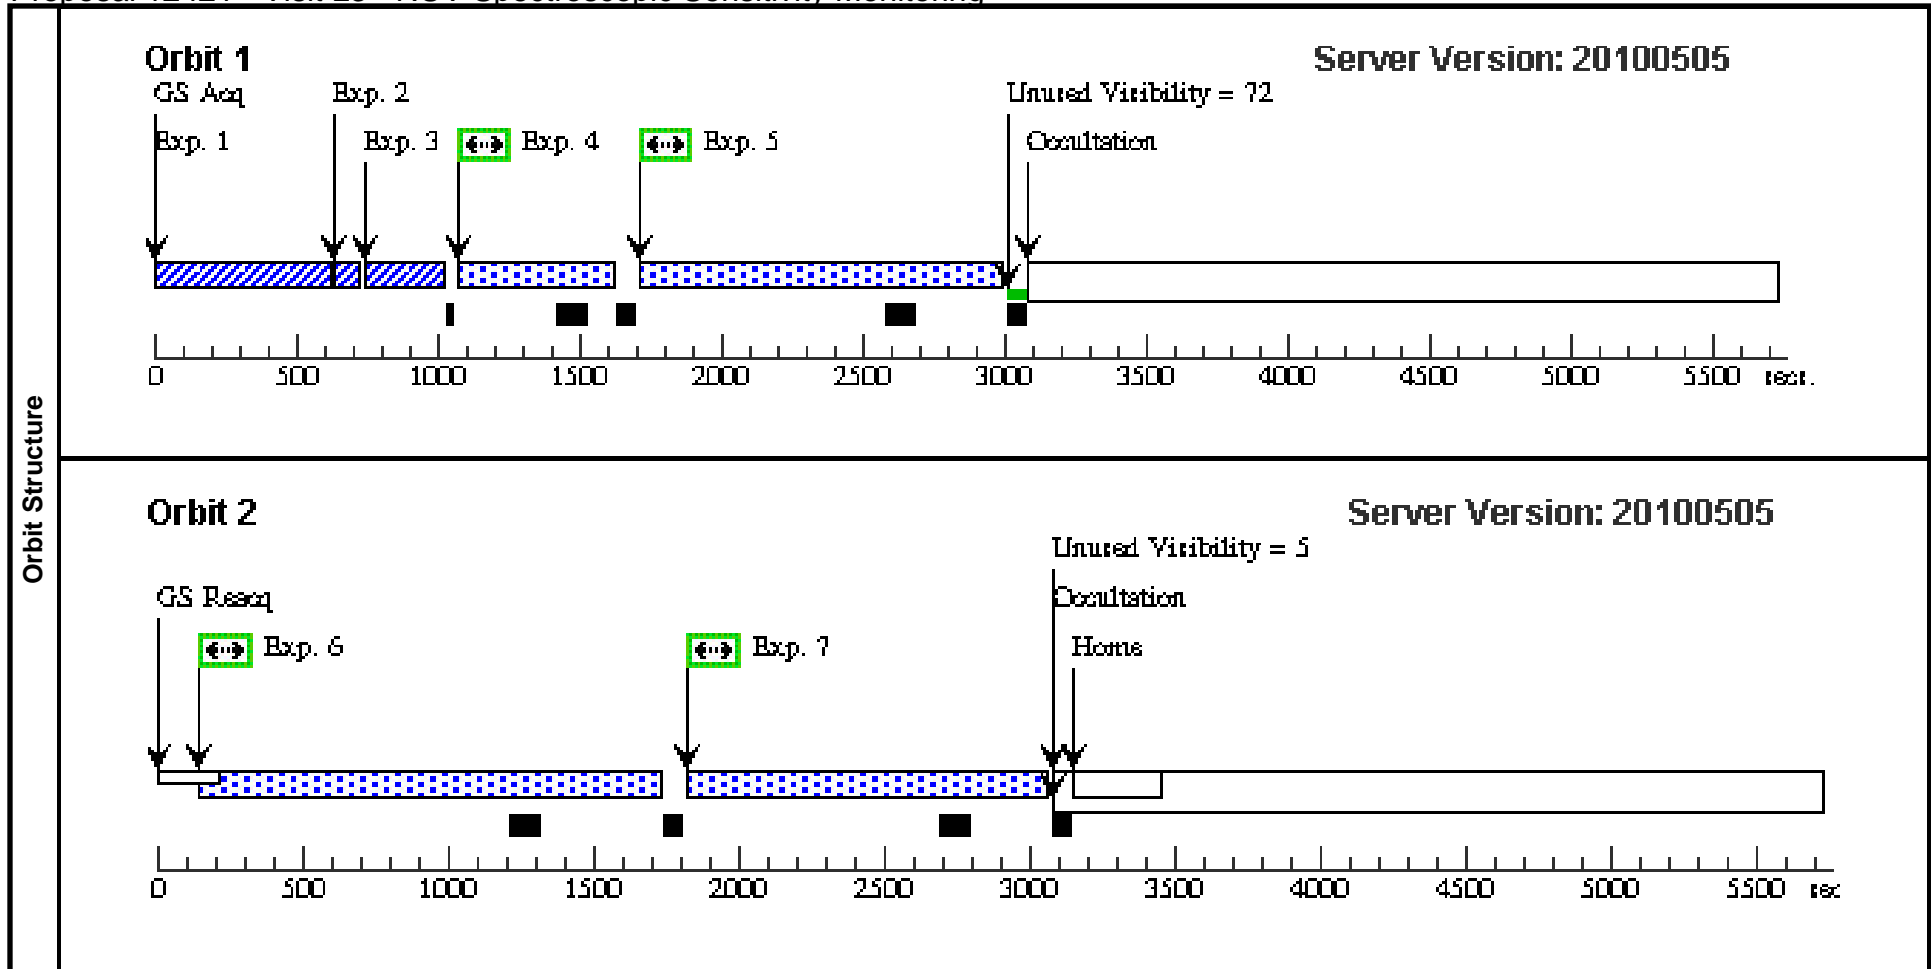 Orbit Structure
Orbit 1
Server Version: 20100505
GS Acq
Exp. 2
Unused Visibility = 72
Exp. 1
Exp. 3
Exp. 4
Exp. 5
Occultation
0 500 1000 1500 2000 2500 3000 3500 4000 4500 5000 5500 secs.
Orbit 2
Server Version: 20100505
Unused Visibility = 5
GS Reacq
Occultation
Exp. 6
Exp. 7
Home
0 500 1000 1500 2000 2500 3000 3500 4000 4500 5000 5500 sec